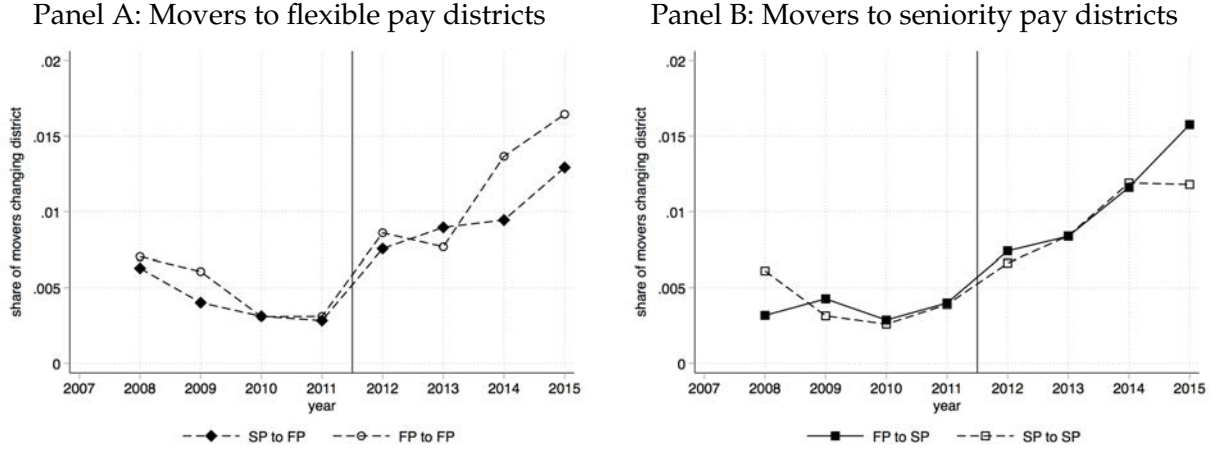 Panel A: Movers to flexible pay districts
share of movers changing district
.02
.015
.01
.005
0
2007 2008 2009 2010 2011 2012 2013 2014 2015
year
SP to FP FP to FP
Panel B: Movers to seniority pay districts
share of movers changing district
.02
.015
.01
.005
0
2007 2008 2009 2010 2011 2012 2013 2014 2015
year
FP to SP SP to SP